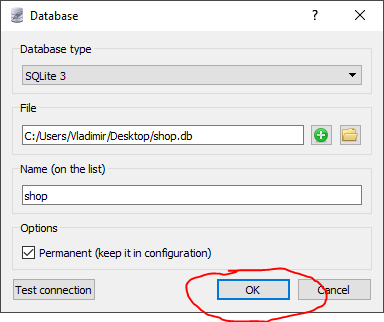 Database
?
Database type
SQLite 3
File
C:/Users/Vladimir/Desktop/shop.db
Name (on the list)
shop
Options
Permanent (keep it in configuration)
Test connection OK Cancel